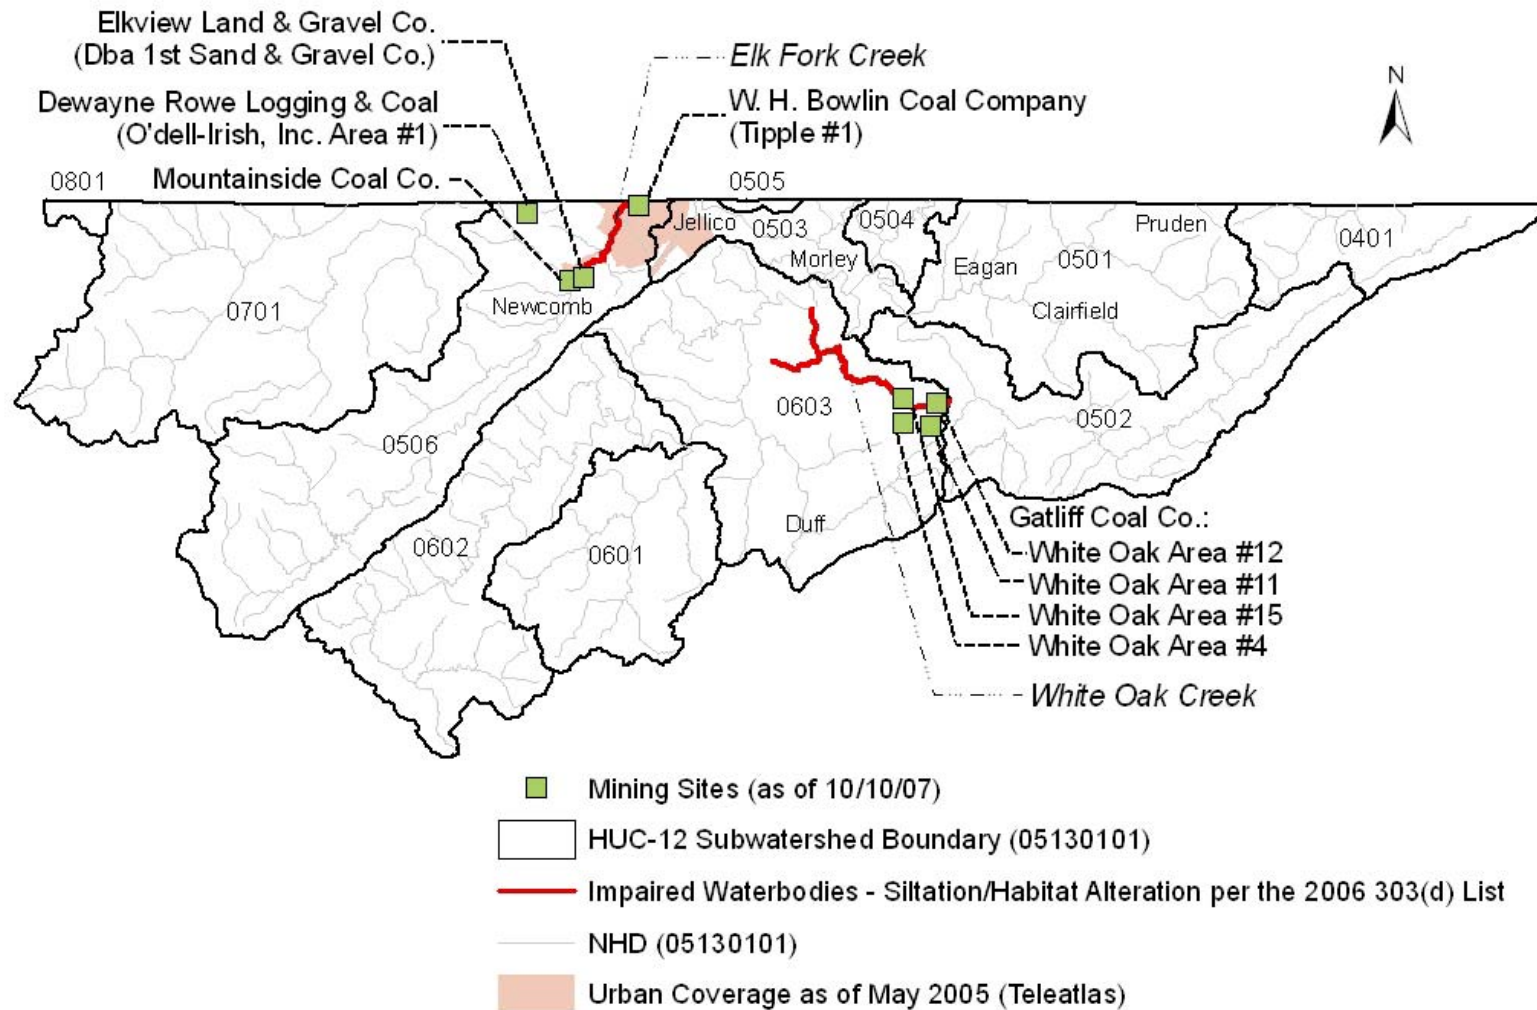 Elkview Land & Gravel Co.
(Dba 1st Sand & Gravel Co.)
Elk Fork Creek
Dewayne Rowe Logging & Coal
(O'dell-Irish, Inc. Area #1)
W. H. Bowlin Coal Company
(Tipple #1)
N
Mountainside Coal Co.
0801
0505
Jellico
0503
0504
Pruden
0401
Morley
Eagan
0501
0701
Newcomb
Clairfield
0603
0502
0506
Duff
0602
0601
Gatliff Coal Co.:
White Oak Area #12
White Oak Area #11
White Oak Area #15
White Oak Area #4
White Oak Creek
Mining Sites (as of 10/10/07)
HUC-12 Subwatershed Boundary (05130101)
Impaired Waterbodies - Siltation/Habitat Alteration per the 2006 303(d) List
NHD (05130101)
Urban Coverage as of May 2005 (Teleatlas)